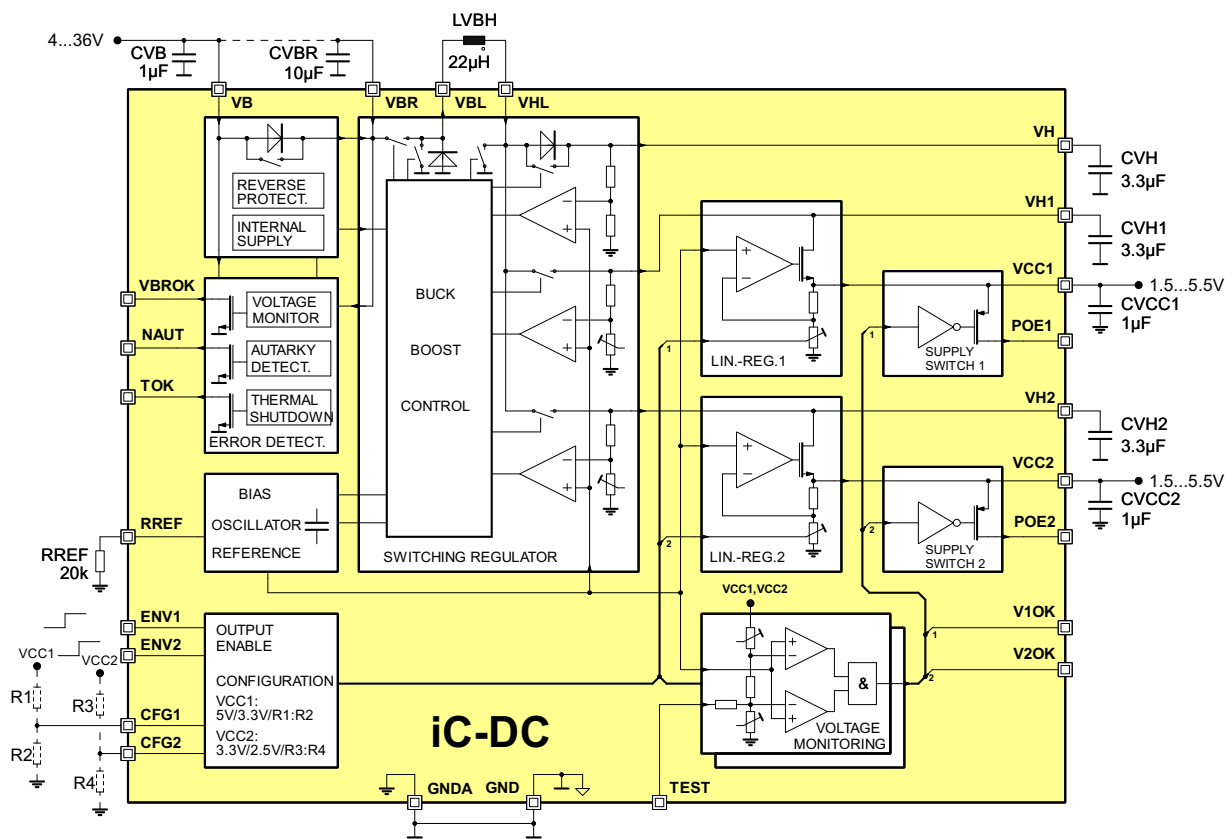 LVBH
4...36V
CVB
1µF
CVBR
10µF
22µH
VB
VBR
VBL
VHL
VH
CVH
3.3µF
REVERSE
PROTECT.
INTERNAL
SUPPLY
VH1
CVH1
3.3µF
VBROK
VOLTAGE
MONITOR
NAUT
AUTARKY
DETECT.
TOK
THERMAL
SHUTDOWN
ERROR DETECT.
BUCK
BOOST
CONTROL
SWITCHING REGULATOR
VCC1
1.5...5.5V
CVCC1
1µF
POE1
1
1
LIN.-REG.1
SUPPLY
SWITCH 1
VH2
CVH2
3.3µF
VCC2
1.5...5.5V
CVCC2
1µF
POE2
2
2
LIN.-REG.2
SUPPLY
SWITCH 2
BIAS
OSCILLATOR
REFERENCE
RREF
RREF
20k
ENV1
ENV2
OUTPUT
ENABLE
VCC1
VCC2
R1
R3
CONFIGURATION
VCC1:
5V/3.3V/R1:R2
VCC2:
3.3V/2.5V/R3:R4
CFG1
CFG2
R2
R4
iC-DC
VCC1,VCC2
&
VOLTAGE
MONITORING
V1OK
1
V2OK
2
GNDA
GND
TEST